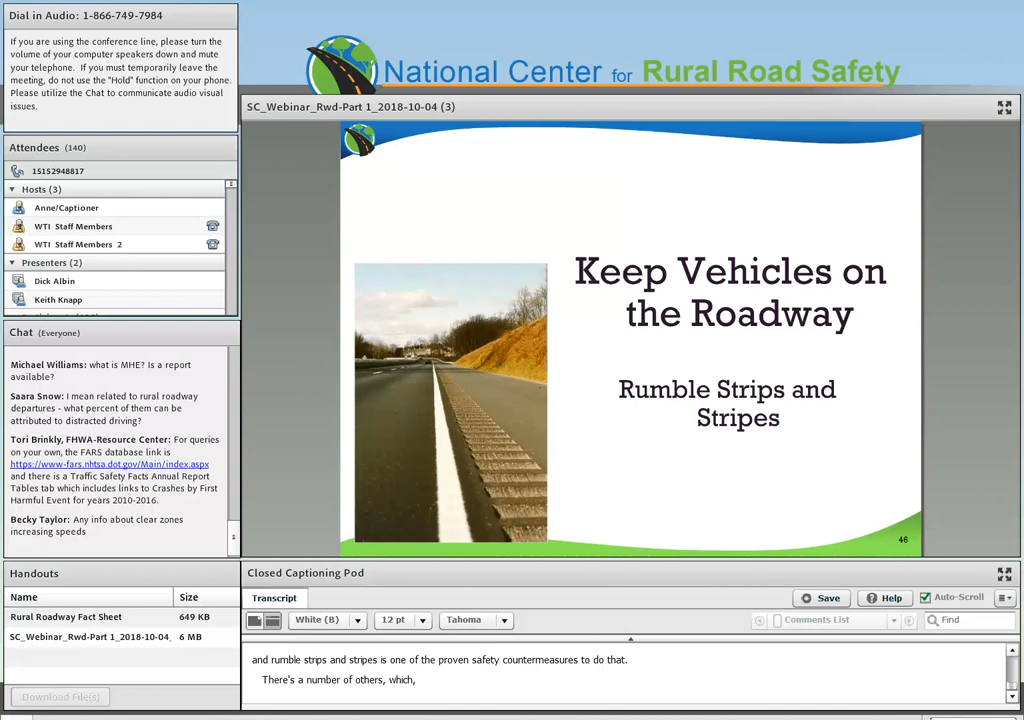 Dial in Audio: 1-866-749-7984
If you are using the conference line, please turn the
volume of your computer speakers down and mute
your telephone. If you must temporarily leave the
meeting, do not use the "Hold" function on your phone.
Please utilize the Chat to communicate audio visual
issues.
National Center for Rural Road Safety
SC_Webinar_Rwd-Part 1_2018-10-04 (3)
Attendees (140)
15152948817
Hosts (3)
Anne/Captioner
WTI Staff Members
WTI Staff Members 2
Presenters (2)
Dick Albin
Keith Knapp
Chat (Everyone)
Michael Williams: what is MHE? Is a report
available?
Saara Snow: I mean related to rural roadway
departures - what percent of them can be
attributed to distracted driving?
Tori Brinkly, FHWA-Resource Center: For queries
on your own, the FARS database link is
https://www-fars.nhtsa.dot.gov/Main/index.aspx
and there is a Traffic Safety Facts Annual Report
Tables tab which includes links to Crashes by First
Harmful Event for years 2010-2016.
Becky Taylor: Any info about clear zones
increasing speeds
Keep Vehicles on
the Roadway
Rumble Strips and
Stripes
46
Handouts
Name Size
Rural Roadway Fact Sheet 649 KB
SC_Webinar_Rwd-Part 1_2018-10-04_ 6 MB
Download File(s)
Closed Captioning Pod
Transcript
Save
Help
Auto-Scroll
White (B)
12 pt
Tahoma
Comments List
Find
and rumble strips and stripes is one of the proven safety countermeasures to do that.
There's a number of others, which,